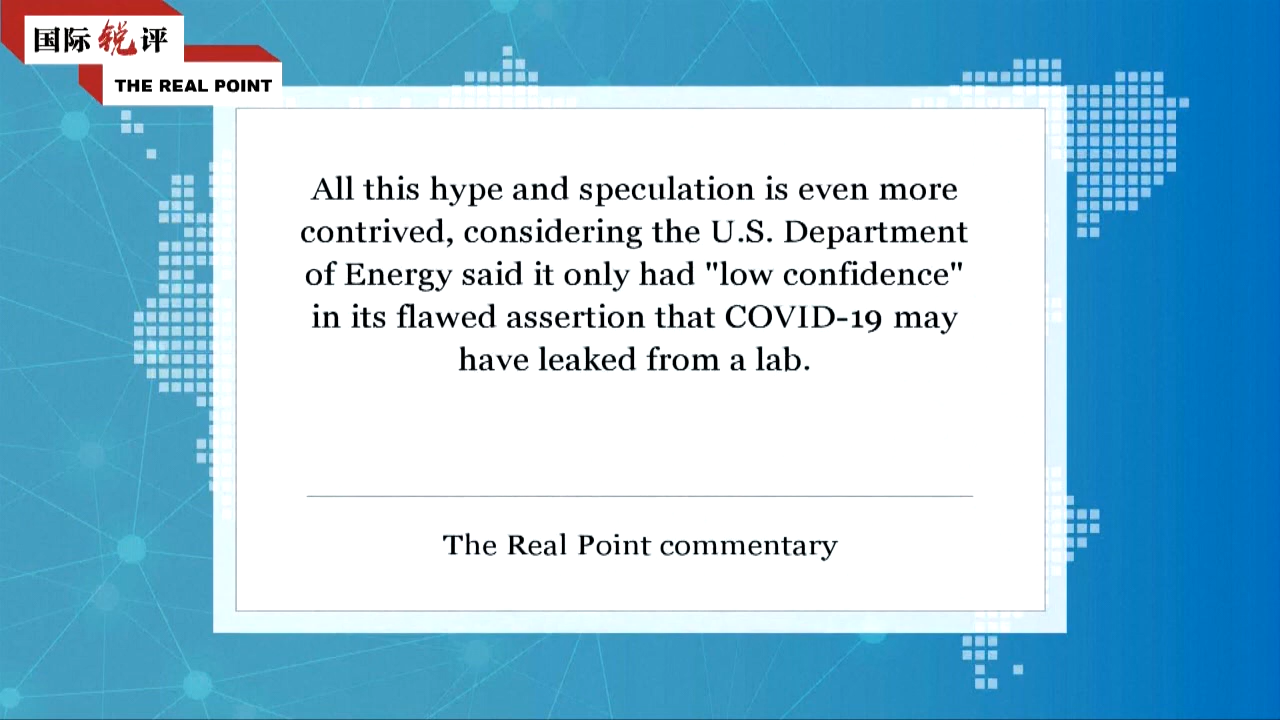 国际锐评
THE REAL POINT
All this hype and speculation is even more
contrived, considering the U.S. Department
of Energy said it only had "low confidence"
in its flawed assertion that COVID-19 may
have leaked from a lab.
The Real Point commentary